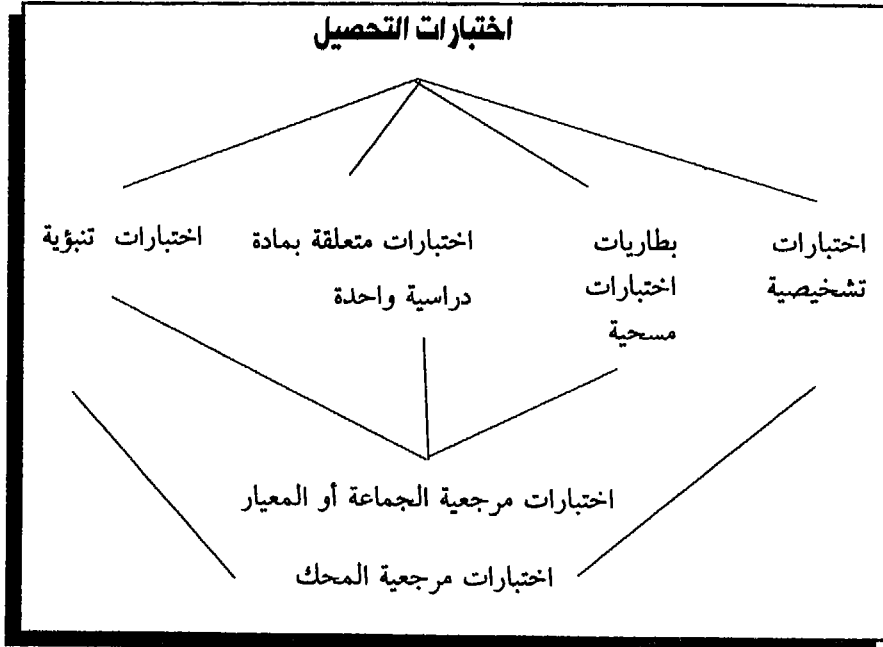 اختبارات التحصيل
اختبارات
تشخيصية
بطاريات
اختبارات
مسحية
اختبارات متعلقة بمادة
دراسية واحدة
اختبارات تنبؤية
اختبارات مرجعية الجماعة أو المعيار
اختبارات مرجعية المحك